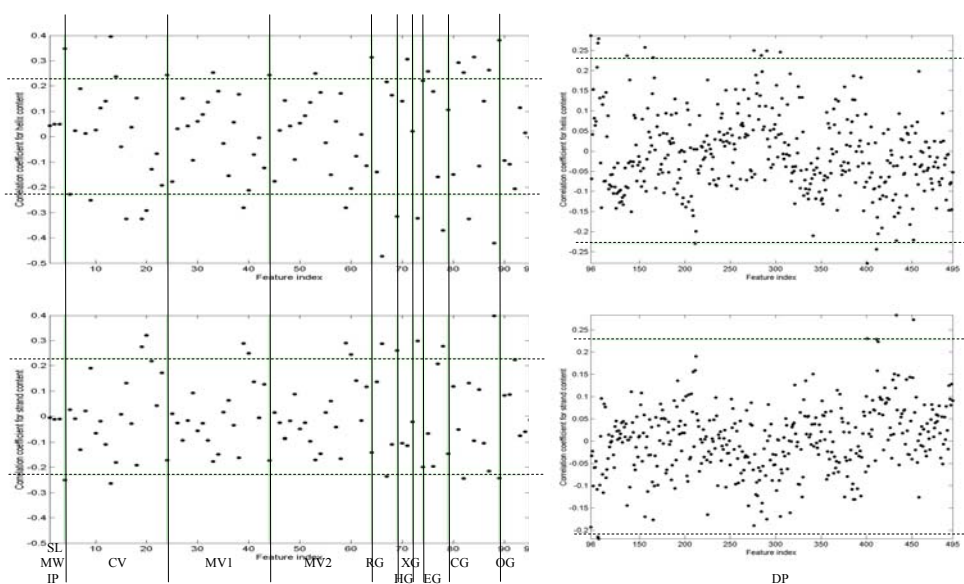 0.4
0.3
0.2
0.1
0
-0.1
-0.2
-0.3
-0.4
-0.5
Correlation coefficient for helix content
10 20 30 40 50 60 70 80 90
Feature index
0.25
0.2
0.15
0.1
0.05
0
-0.05
-0.1
-0.15
-0.2
-0.25
Correlation coefficient for helix content
96 150 200 250 300 350 400 450 495
Feature index
0.4
0.3
0.2
0.1
0
-0.1
-0.2
-0.3
-0.4
-0.5
Correlation coefficient for strand content
10 20 30 40 50 60 70 80 90
Feature index
0.25
0.2
0.15
0.1
0.05
0
-0.05
-0.1
-0.15
-0.2
Correlation coefficient for strand content
96 150 200 250 300 350 400 450 495
Feature index
SL
MW CV MV1 MV2 RG XG CG OG
IP HG EG DP